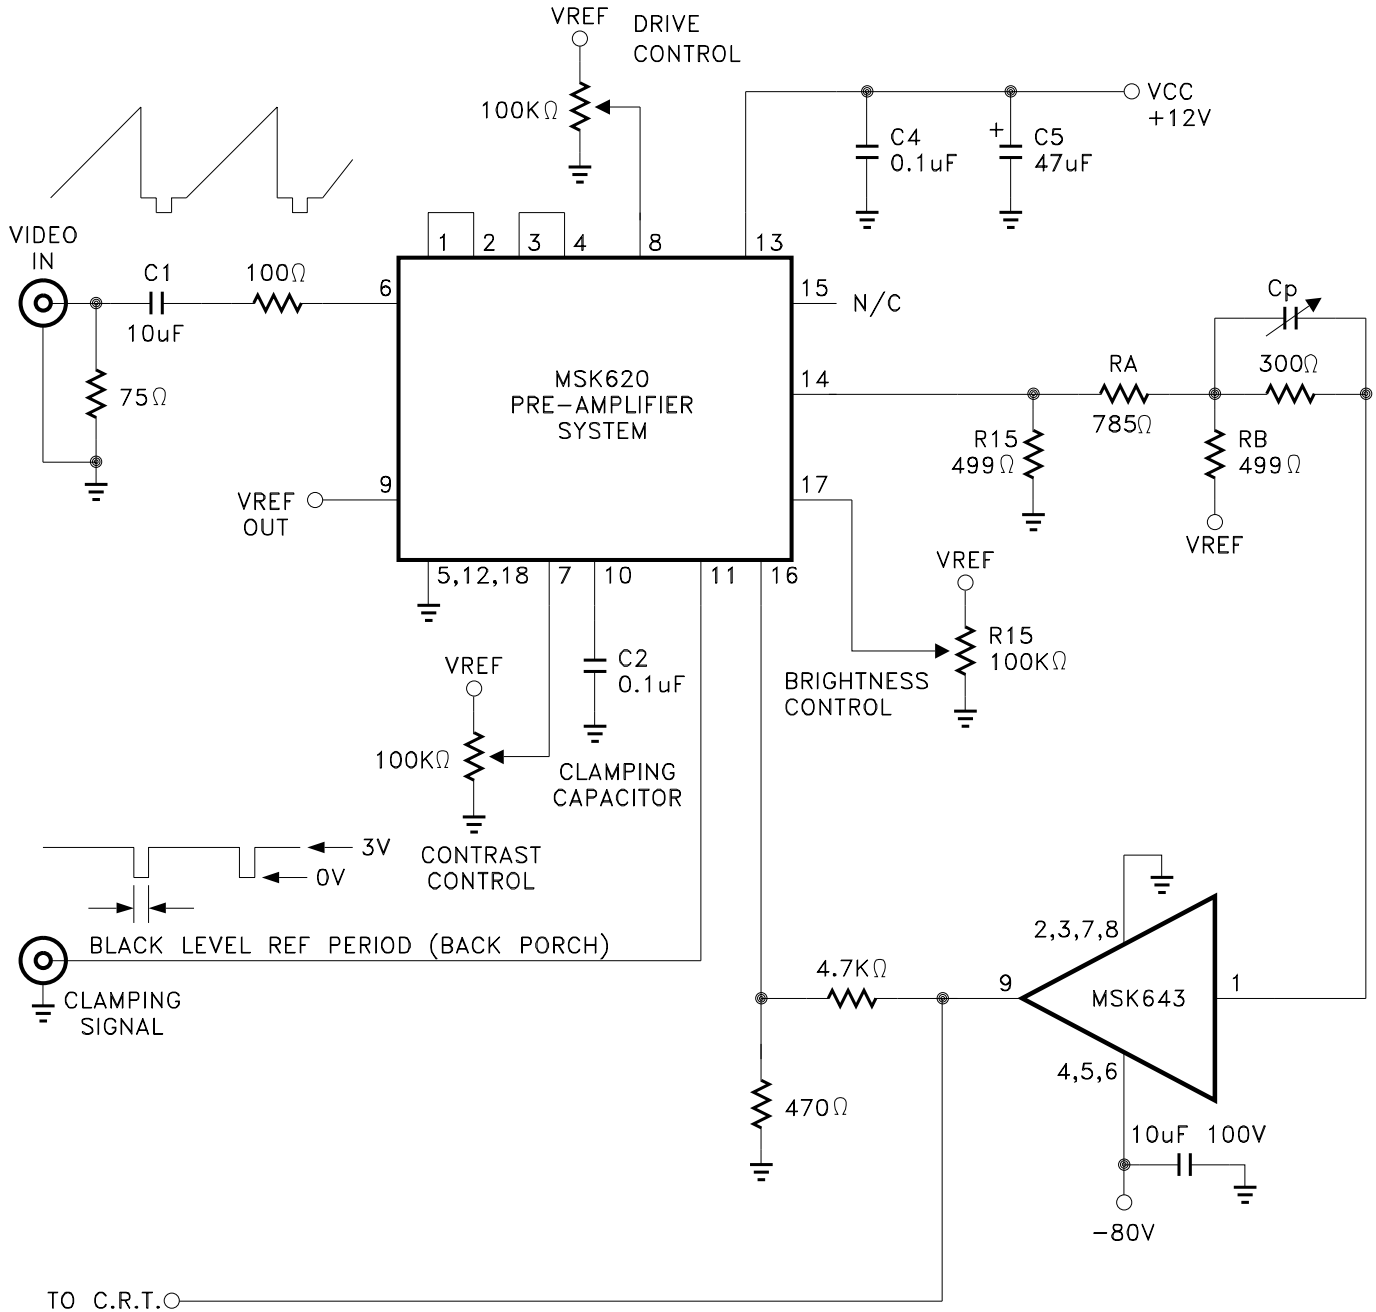 VREF
DRIVE
CONTROL
100KΩ
VCC
+12V
C4
0.1uF
+
C5
47uF
VIDEO
IN
C1
10uF
100Ω
75Ω
1
2
3
4
8
13
6
15
N/C
MSK620
PRE-AMPLIFIER
SYSTEM
14
9
17
VREF
OUT
5,12,18
7
10
11
16
Cp
RA
785Ω
300Ω
R15
499Ω
RB
499Ω
VREF
VREF
R15
100KΩ
BRIGHTNESS
CONTROL
C2
0.1uF
CLAMPING
CAPACITOR
VREF
100KΩ
CONTRAST
CONTROL
3V
0V
BLACK LEVEL REF PERIOD (BACK PORCH)
CLAMPING
SIGNAL
4.7KΩ
9
2,3,7,8
MSK643
1
4,5,6
470Ω
10uF 100V
-80V
TO C.R.T.